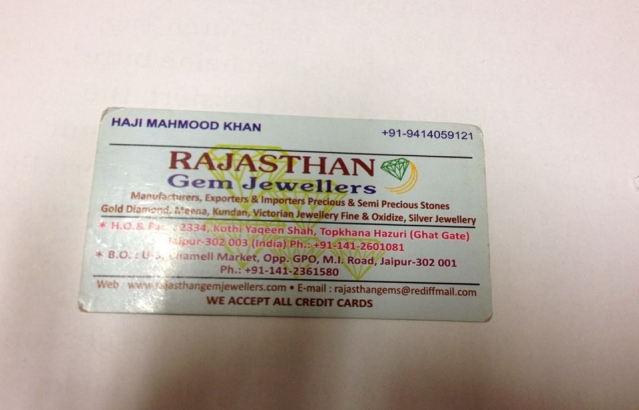 HAJI MAHMOOD KHAN
+91-9414059121
RAJASTHAN
Gem Jewellers
Manufacturers, Exporters & Importers Precious & Semi Precious Stones
Gold Diamond, Meena, Kundan, Victorian Jewellery Fine & Oxidize, Silver Jewellery
* H.O.& : 2334, Kothi Yaqeen Shah, Topkhana Hazuri (Ghat Gate)
Jaipur-302 003 (India) Ph.: +91-141-2601081
* B.O. : Chamell Market, Opp. GPO, M.I. Road, Jaipur-302 001
Ph.: +91-141-2361580
Web : www.rajasthangemjewellers.com • E-mail : rajasthangems@rediffmail.com
WE ACCEPT ALL CREDIT CARDS